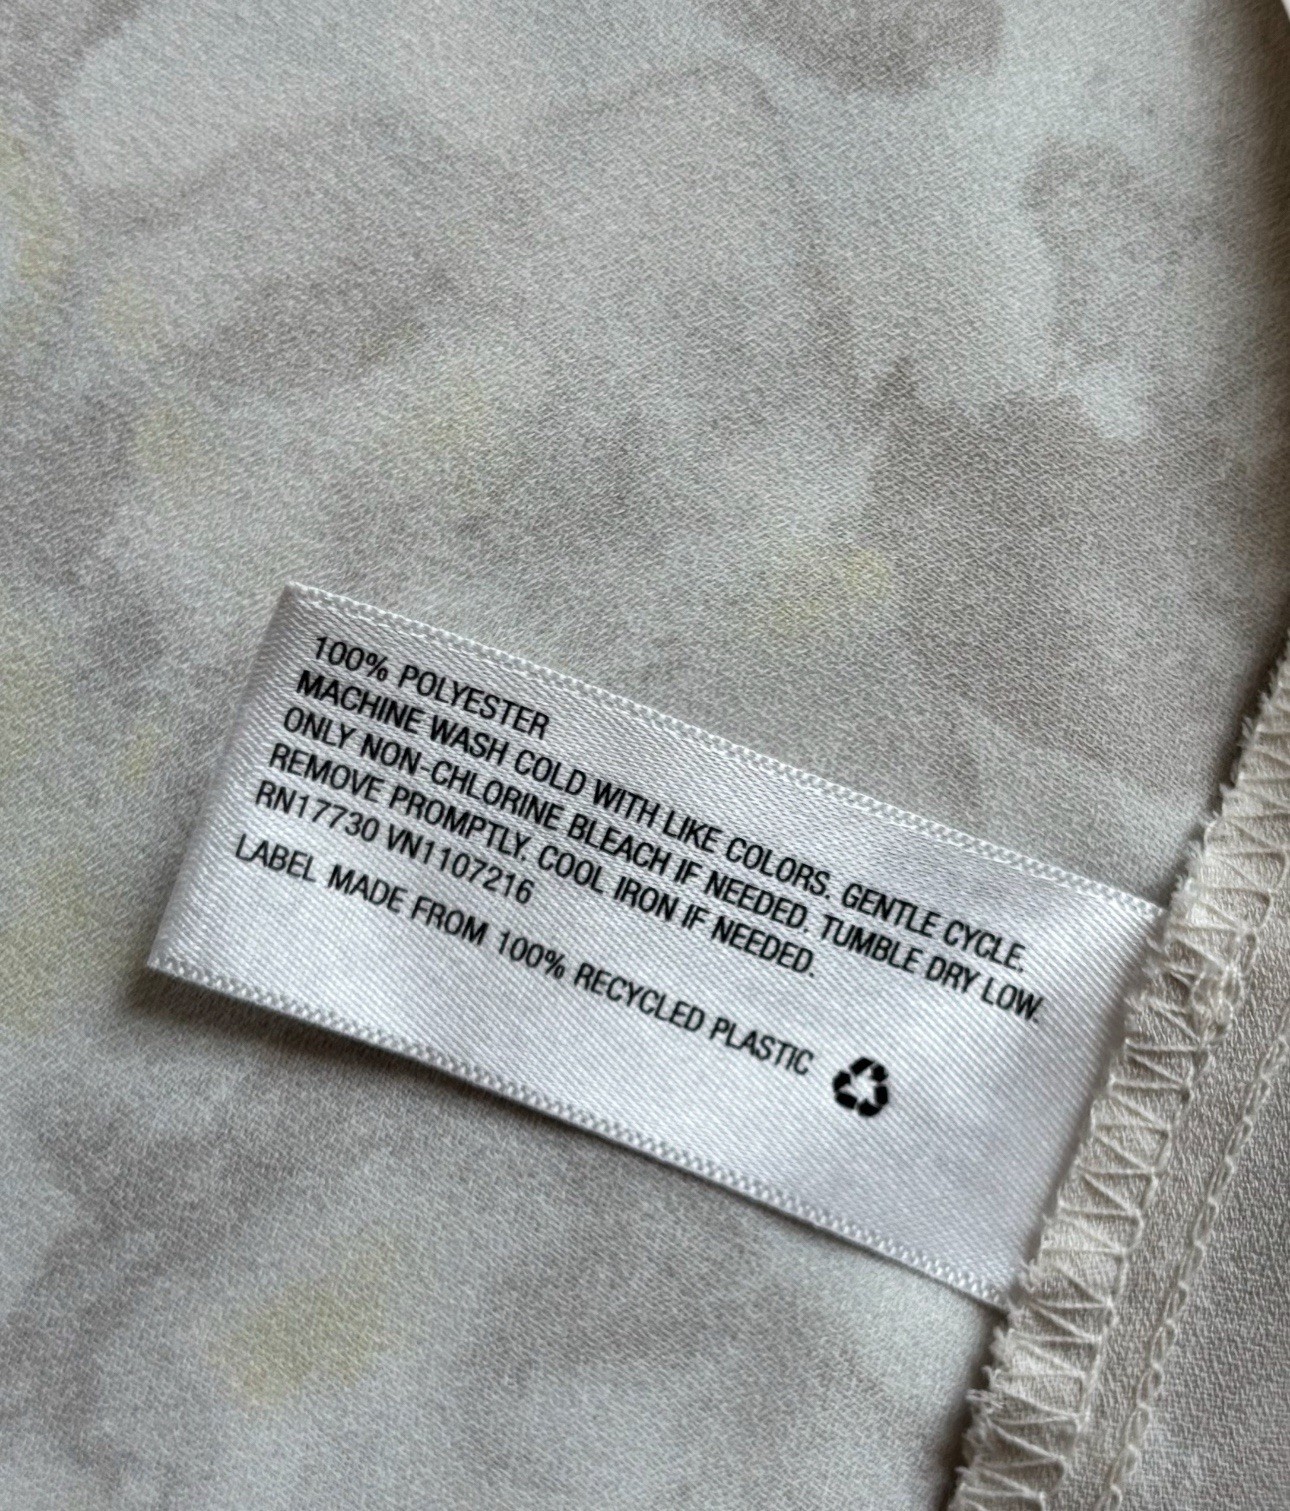 100% POLYESTER
MACHINE WASH COLD WITH LIKE COLORS. GENTLE CYCLE.
ONLY NON-CHLORINE BLEACH IF NEEDED. TUMBLE DRY LOW.
REMOVE PROMPTLY. COOL IRON IF NEEDED.
RN17730 VN1107216
LABEL MADE FROM 100% RECYCLED PLASTIC